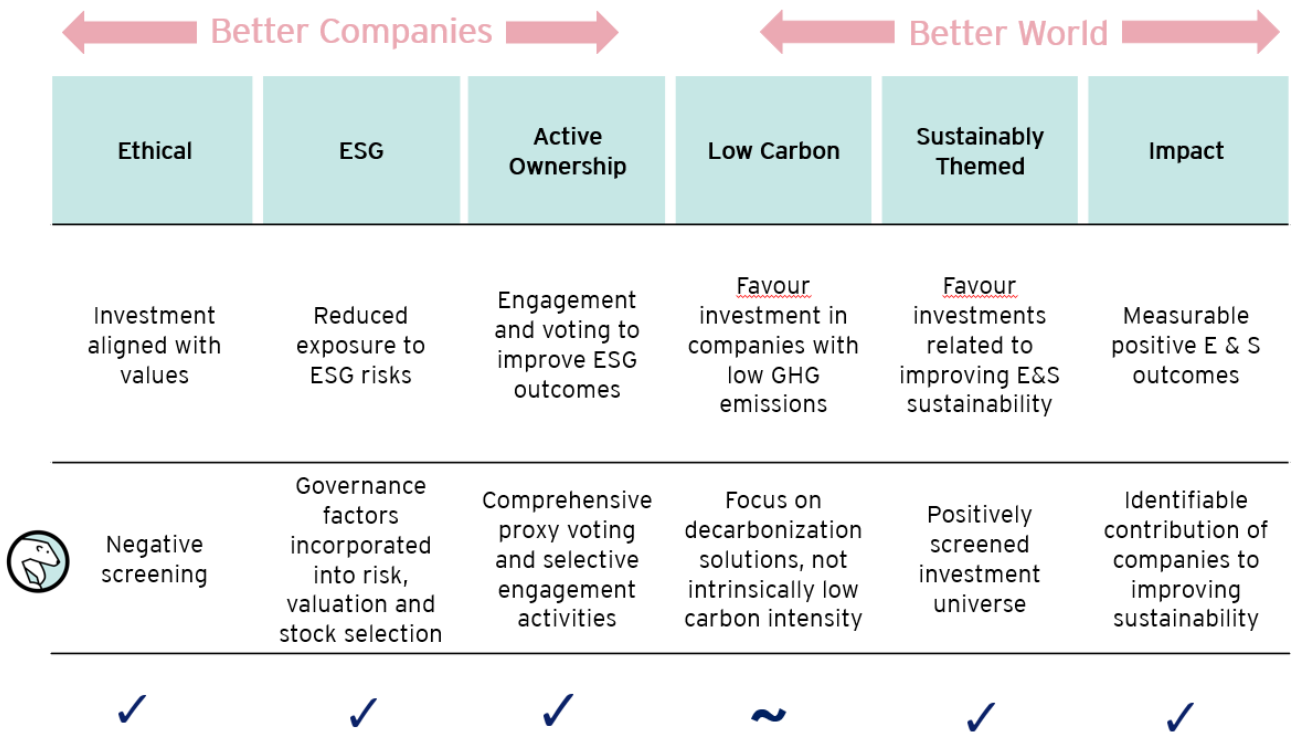 Better Companies
Better World
Ethical
ESG
Active
Ownership
Low Carbon
Sustainably
Themed
Impact
Investment
aligned with
values
Reduced
exposure to
ESG risks
Engagement
and voting to
improve ESG
outcomes
Favour
investment in
companies with
low GHG
emissions
Favour
investments
related to
improving E&S
sustainability
Measurable
positive E & S
outcomes
Negative
screening
Governance
factors
incorporated
into risk,
valuation and
stock selection
Comprehensive
proxy voting
and selective
engagement
activities
Focus on
decarbonization
solutions, not
intrinsically low
carbon intensity
Positively
screened
investment
universe
Identifiable
contribution of
companies to
improving
sustainability
✓ ✓ ✓ ~ ✓ ✓